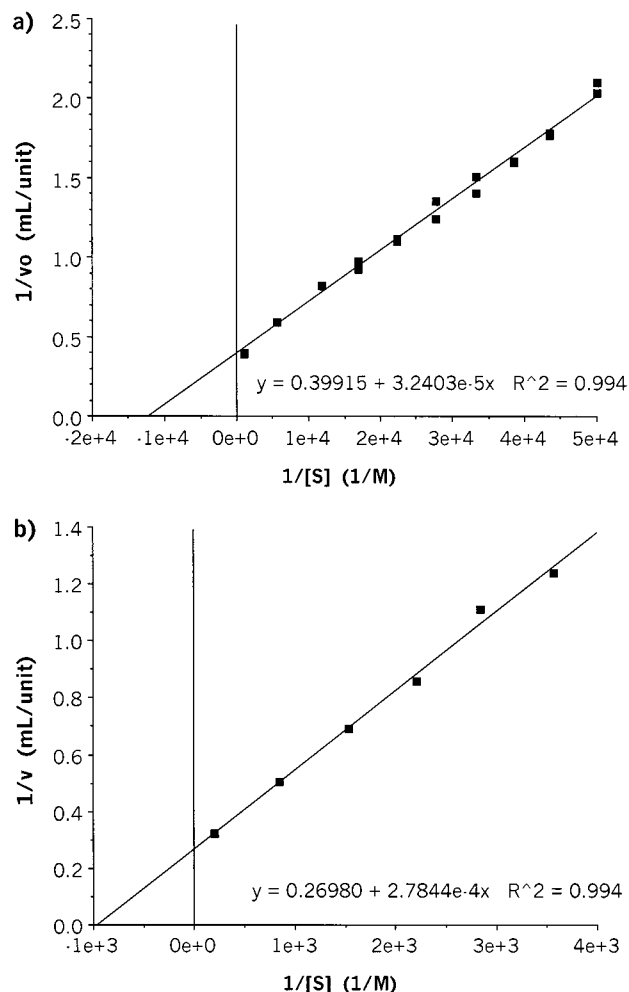 a)
2.5
2.0
1.5
1.0
0.5
0.0
1/vo (mL/unit)
y = 0.39915 + 3.2403e-5x R^2 = 0.994
-2e+4 -1e+4 0e+0 1e+4 2e+4 3e+4 4e+4 5e+4
1/[S] (1/M)
b)
1.4
1.2
1.0
0.8
0.6
0.4
0.2
0.0
1/v (mL/unit)
y = 0.26980 + 2.7844e-4x R^2 = 0.994
-1e+3 0e+0 1e+3 2e+3 3e+3 4e+3
1/[S] (1/M)